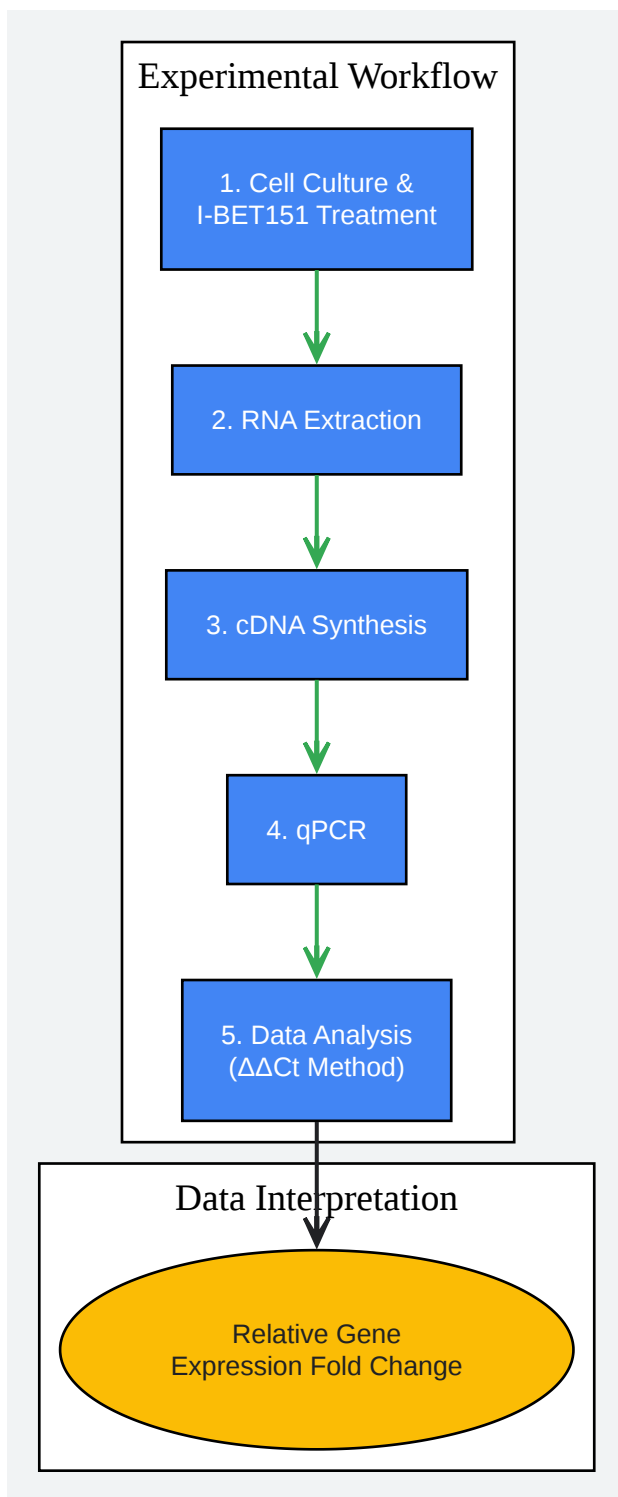 Experimental Workflow
1. Cell Culture &
I-BET151 Treatment
2. RNA Extraction
3. cDNA Synthesis
4. qPCR
5. Data Analysis
(ΔΔCt Method)
Data Interpretation
Relative Gene
Expression Fold Change